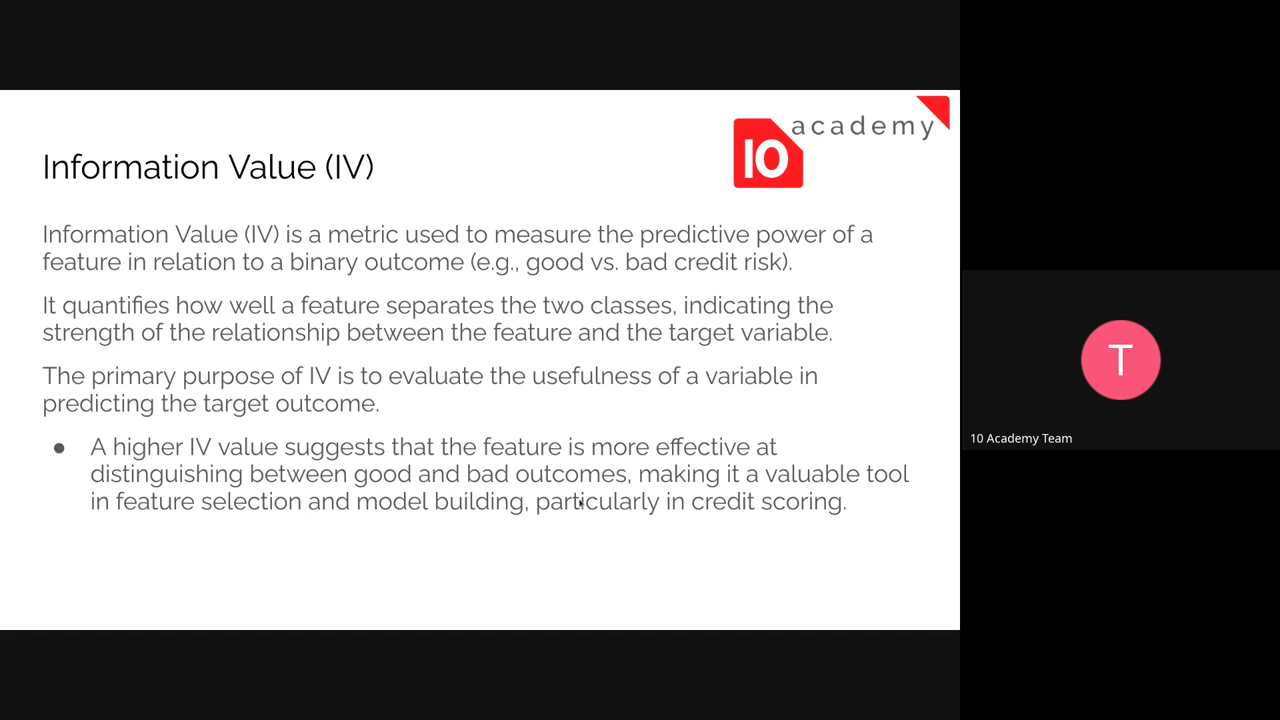 academy
10
Information Value (IV)
Information Value (IV) is a metric used to measure the predictive power of a
feature in relation to a binary outcome (e.g., good vs. bad credit risk).
It quantifies how well a feature separates the two classes, indicating the
strength of the relationship between the feature and the target variable.
The primary purpose of IV is to evaluate the usefulness of a variable in
predicting the target outcome.
● A higher IV value suggests that the feature is more effective at
distinguishing between good and bad outcomes, making it a valuable tool
in feature selection and model building, particularly in credit scoring.
T
10 Academy Team